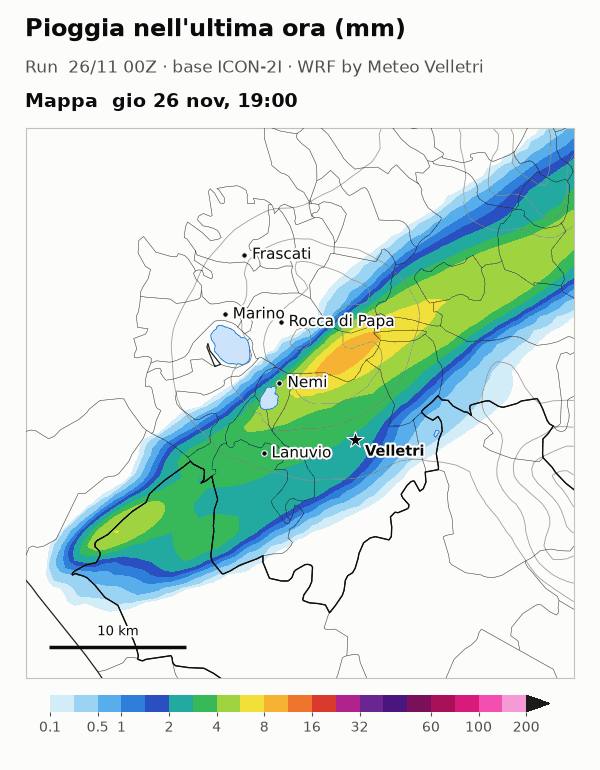 Pioggia nell'ultima ora (mm)
Run  26/11 00Z · base ICON-2I · WRF by Meteo Velletri
Mappa  gio 26 nov, 19:00
Frascati
Marino
Rocca di Papa
Nemi
Velletri
Lanuvio
10 km
0.1 0.5 1 2 4 8 16 32 60 100 200